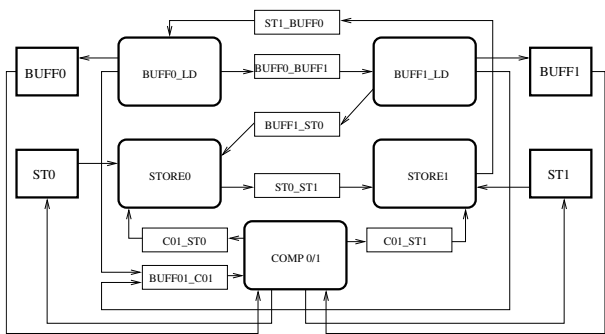 ST1_BUFF0
BUFF0
BUFF0_LD
BUFF0_BUFF1
BUFF1_LD
BUFF1
BUFF1_ST0
ST0
STORE0
ST0_ST1
STORE1
ST1
C01_ST0
COMP 0/1
C01_ST1
BUFF01_C01